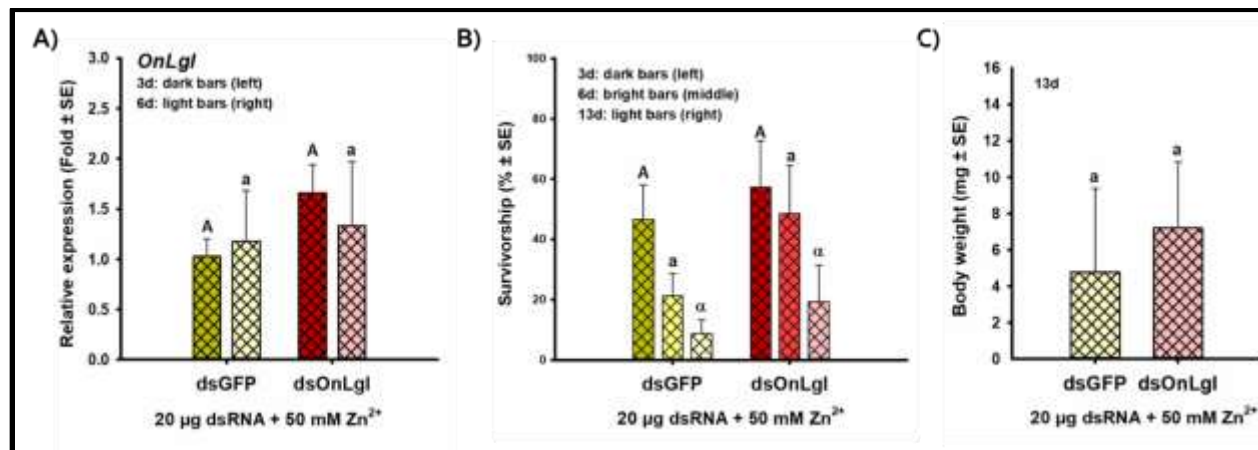 A)
OnLgl
3d: dark bars (left)
6d: light bars (right)
Relative expression (Fold ± SE)
3.0
2.5
2.0
1.5
1.0
0.5
0.0
A
a
A
a
dsGFP
dsOnLgl
20 µg dsRNA + 50 mM Zn²⁺
B)
3d: dark bars (left)
6d: bright bars (middle)
13d: light bars (right)
Survivorship (% ± SE)
100
80
60
40
20
0
A
a
α
A
a
α
dsGFP
dsOnLgl
20 µg dsRNA + 50 mM Zn²⁺
C)
13d
Body weight (mg ± SE)
16
14
12
10
8
6
4
2
0
a
a
dsGFP
dsOnLgl
20 µg dsRNA + 50 mM Zn²⁺